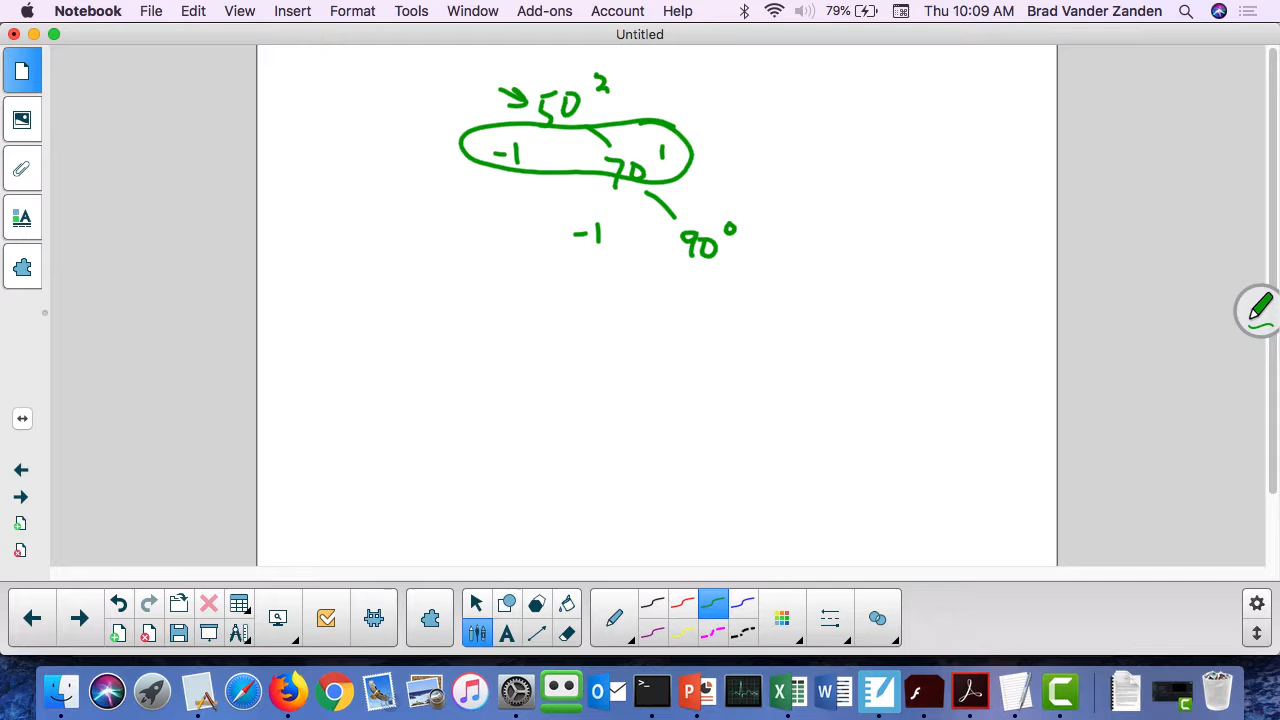 Notebook File Edit View Insert Format Tools Window Add-ons Account Help 79% Thu 10:09 AM Brad Vander Zanden
Untitled
50 2
-1 70 1
-1 90 0